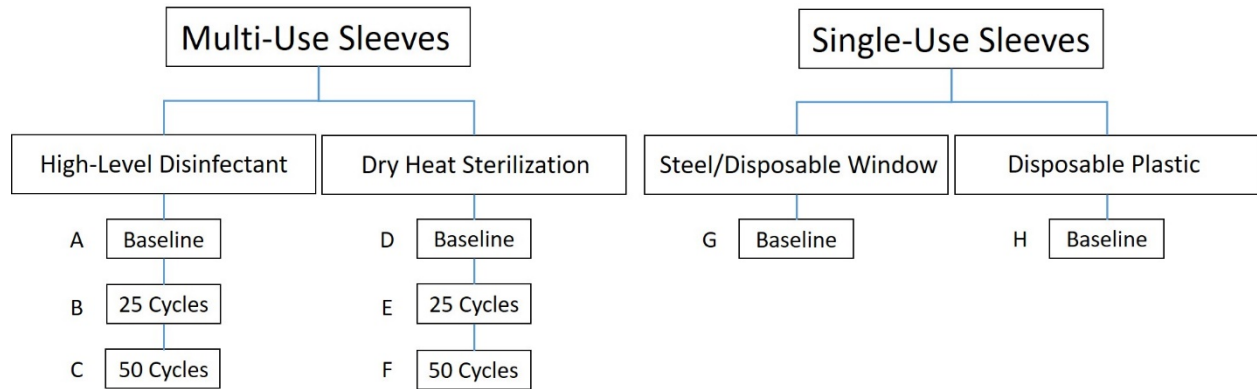 Multi-Use Sleeves
Single-Use Sleeves
High-Level Disinfectant
Dry Heat Sterilization
Steel/Disposable Window
Disposable Plastic
A Baseline
D Baseline
G Baseline
H Baseline
B 25 Cycles
E 25 Cycles
C 50 Cycles
F 50 Cycles